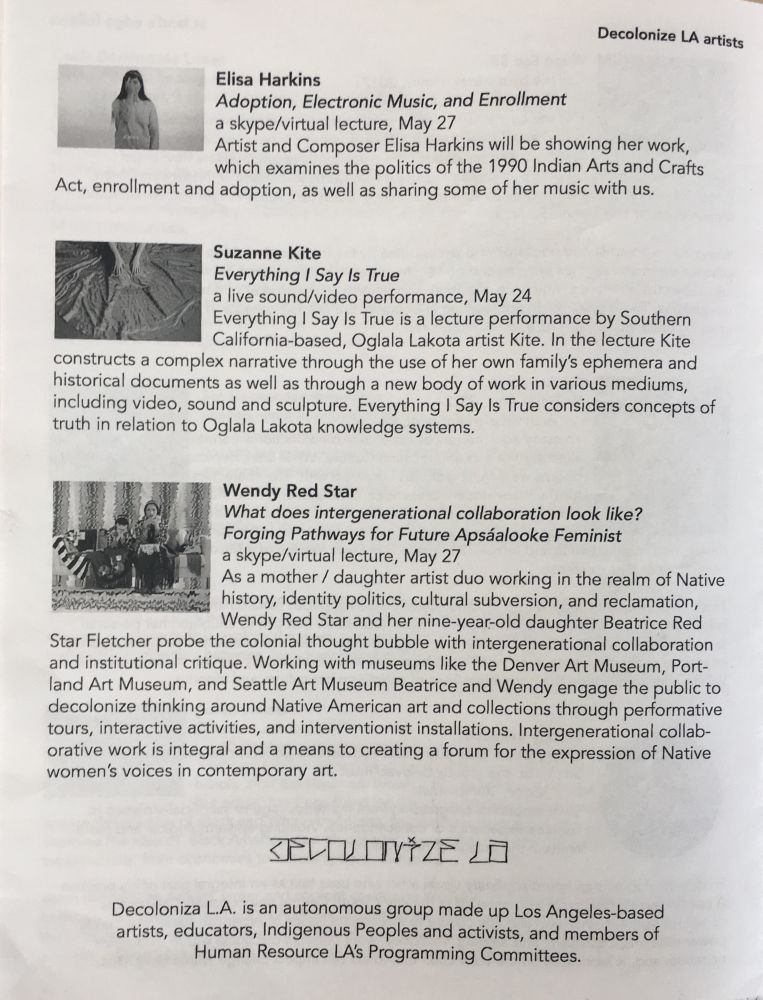 Decolonize LA artists
Elisa Harkins
Adoption, Electronic Music, and Enrollment
a skype/virtual lecture, May 27
Artist and Composer Elisa Harkins will be showing her work,
which examines the politics of the 1990 Indian Arts and Crafts
Act, enrollment and adoption, as well as sharing some of her music with us.
Suzanne Kite
Everything I Say Is True
a live sound/video performance, May 24
Everything I Say Is True is a lecture performance by Southern
California-based, Oglala Lakota artist Kite. In the lecture Kite
constructs a complex narrative through the use of her own family's ephemera and
historical documents as well as through a new body of work in various mediums,
including video, sound and sculpture. Everything I Say Is True considers concepts of
truth in relation to Oglala Lakota knowledge systems.
Wendy Red Star
What does intergenerational collaboration look like?
Forging Pathways for Future Apsáalooke Feminist
a skype/virtual lecture, May 27
As a mother / daughter artist duo working in the realm of Native
history, identity politics, cultural subversion, and reclamation,
Wendy Red Star and her nine-year-old daughter Beatrice Red
Star Fletcher probe the colonial thought bubble with intergenerational collaboration
and institutional critique. Working with museums like the Denver Art Museum, Port-
land Art Museum, and Seattle Art Museum Beatrice and Wendy engage the public to
decolonize thinking around Native American art and collections through performative
tours, interactive activities, and interventionist installations. Intergenerational collab-
orative work is integral and a means to creating a forum for the expression of Native
women's voices in contemporary art.
DECOLONIZE LA
Decoloniza L.A. is an autonomous group made up Los Angeles-based
artists, educators, Indigenous Peoples and activists, and members of
Human Resource LA's Programming Committees.